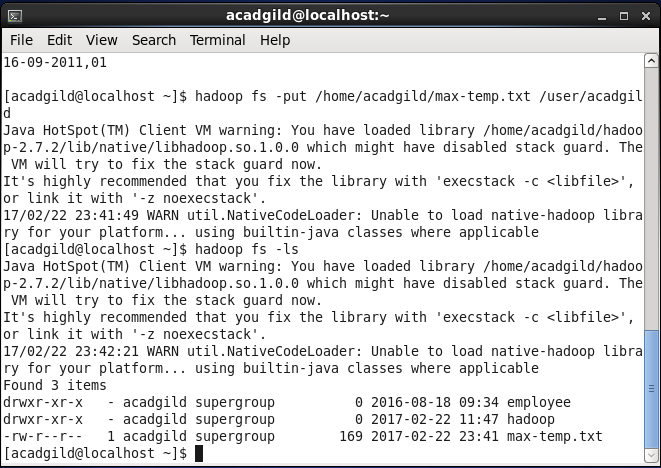 acadgild@localhost:~
File Edit View Search Terminal Help
16-09-2011,01
[acadgild@localhost ~]$ hadoop fs -put /home/acadgild/max-temp.txt /user/acadgil
d
Java HotSpot(TM) Client VM warning: You have loaded library /home/acadgild/hadoo
p-2.7.2/lib/native/libhadoop.so.1.0.0 which might have disabled stack guard. The
 VM will try to fix the stack guard now.
It's highly recommended that you fix the library with 'execstack -c <libfile>',
or link it with '-z noexecstack'.
17/02/22 23:41:49 WARN util.NativeCodeLoader: Unable to load native-hadoop libra
ry for your platform... using builtin-java classes where applicable
[acadgild@localhost ~]$ hadoop fs -ls
Java HotSpot(TM) Client VM warning: You have loaded library /home/acadgild/hadoo
p-2.7.2/lib/native/libhadoop.so.1.0.0 which might have disabled stack guard. The
 VM will try to fix the stack guard now.
It's highly recommended that you fix the library with 'execstack -c <libfile>',
or link it with '-z noexecstack'.
17/02/22 23:42:21 WARN util.NativeCodeLoader: Unable to load native-hadoop libra
ry for your platform... using builtin-java classes where applicable
Found 3 items
drwxr-xr-x   - acadgild supergroup          0 2016-08-18 09:34 employee
drwxr-xr-x   - acadgild supergroup          0 2017-02-22 11:47 hadoop
-rw-r--r--   1 acadgild supergroup        169 2017-02-22 23:41 max-temp.txt
[acadgild@localhost ~]$